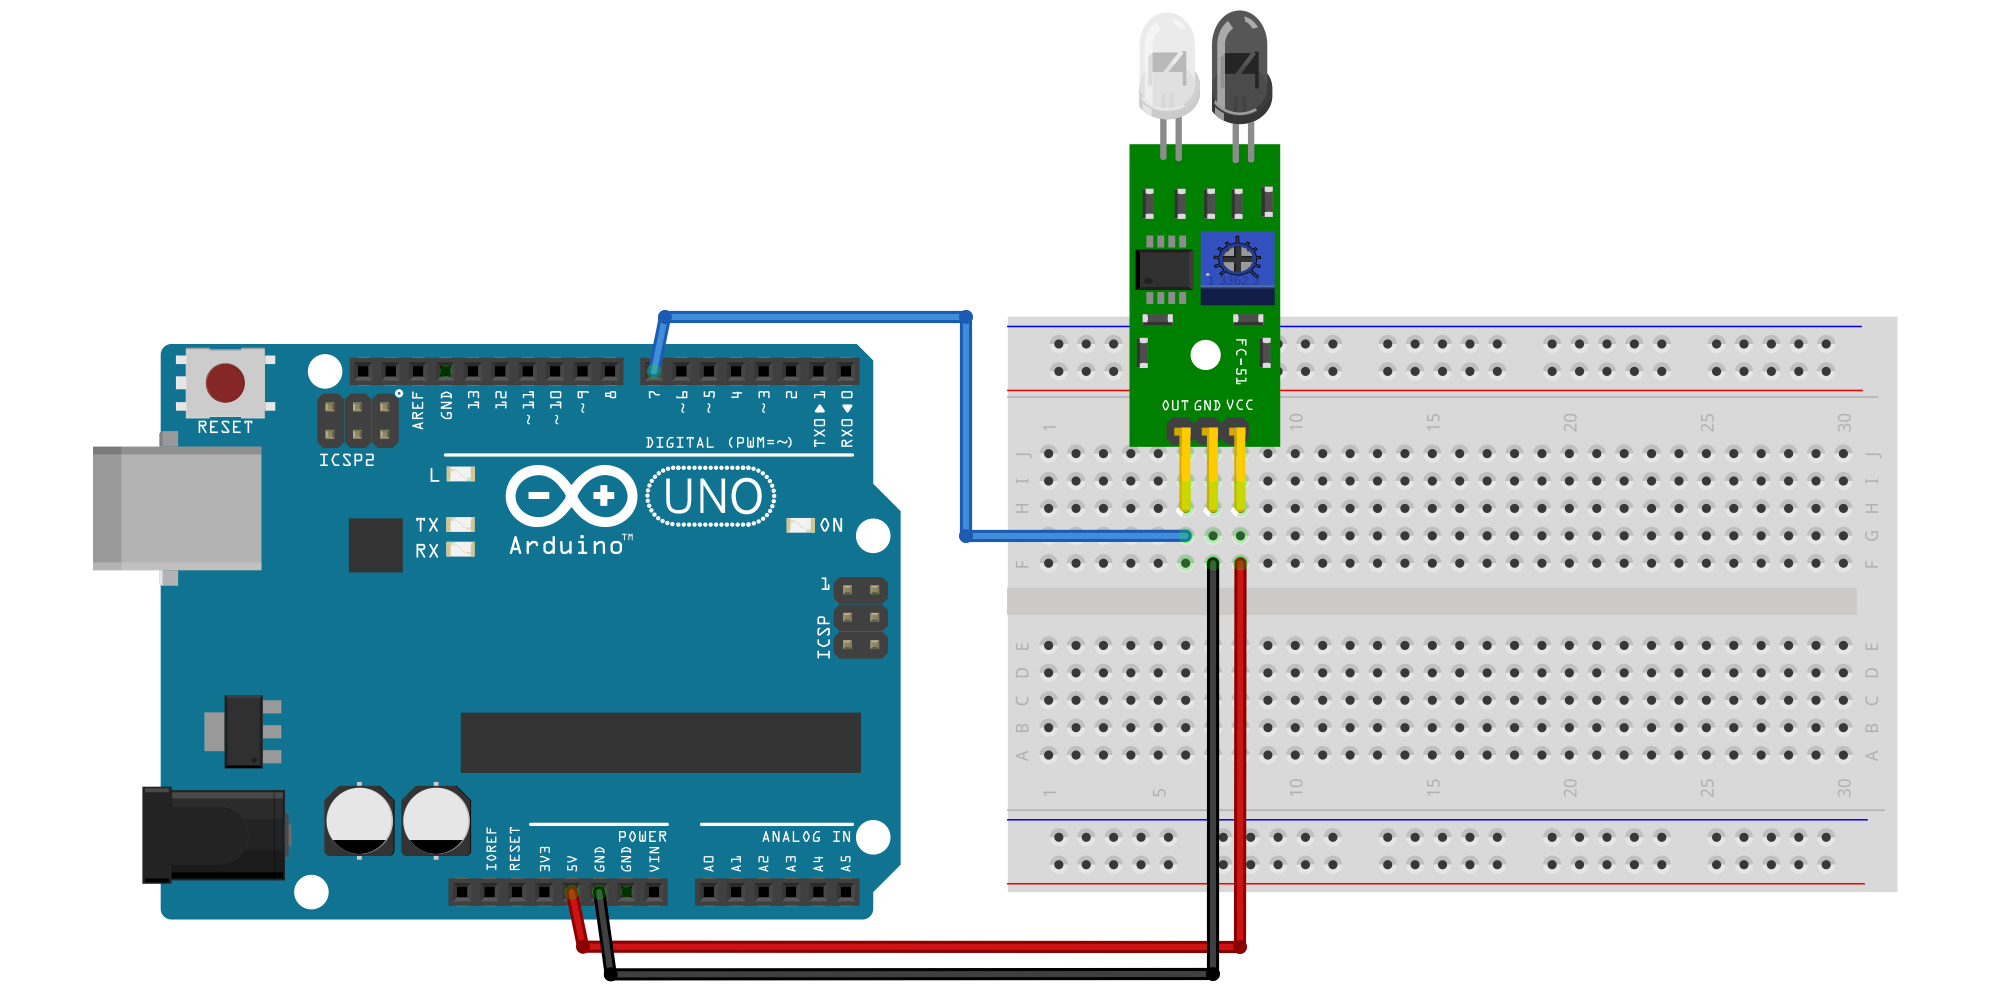 RESET
ICSP2
AREF
GND
13
12
~11
~10
~9
8
7
~6
~5
4
~3
2
TX0▶1
RX0◀0
DIGITAL (PWM=~)
L
TX
RX
Arduino™
UNO
ON
1
ICSP
IOREF
RESET
3V3
5V
GND
GND
VIN
POWER
ANALOG IN
A0
A1
A2
A3
A4
A5
FC-51
OUT GND VCC
1 10 15 20 25 30
J J
I I
H H
G G
F F
E E
D D
C C
B B
A A
1 5 10 15 20 25 30